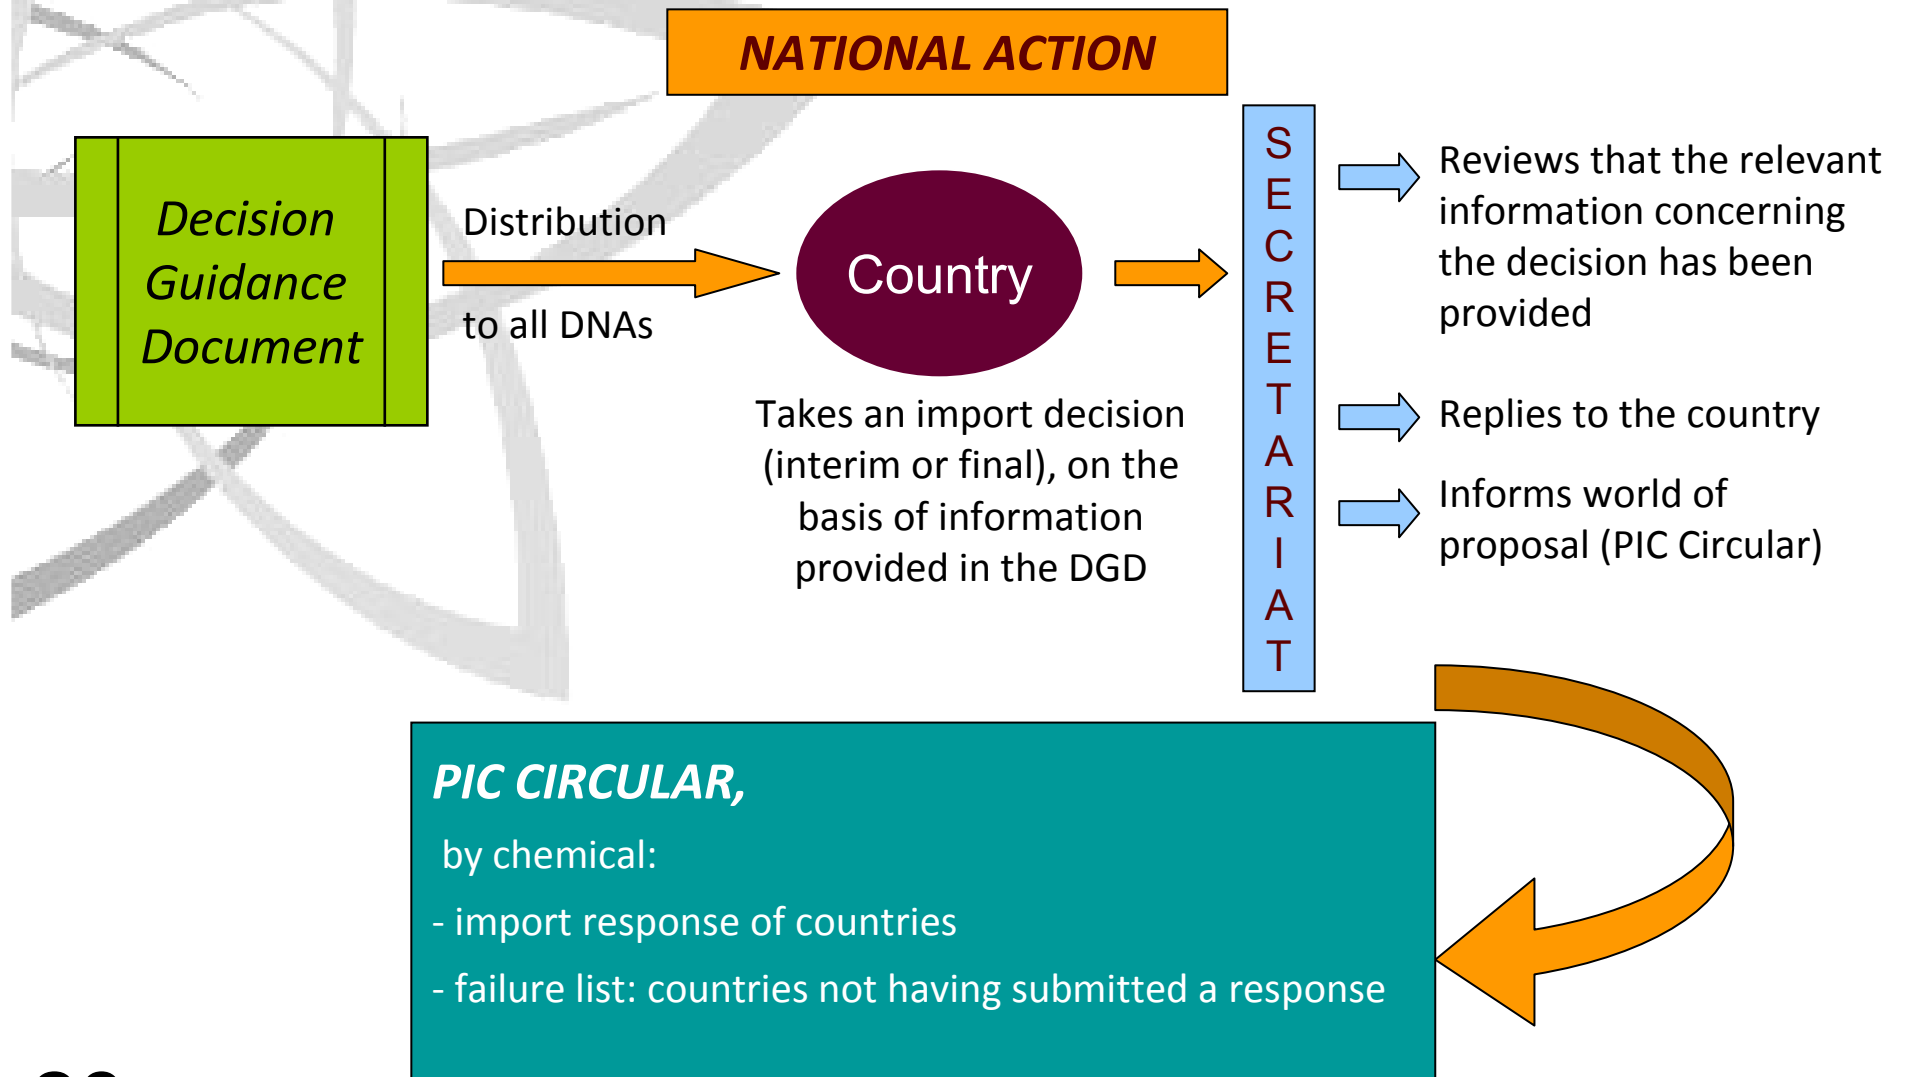 NATIONAL ACTION
Decision
Guidance
Document
Distribution
to all DNAs
Country
Takes an import decision
(interim or final), on the
basis of information
provided in the DGD
S
E
C
R
E
T
A
R
I
A
T
Reviews that the relevant
information concerning
the decision has been
provided
Replies to the country
Informs world of
proposal (PIC Circular)
PIC CIRCULAR,
by chemical:
- import response of countries
- failure list: countries not having submitted a response